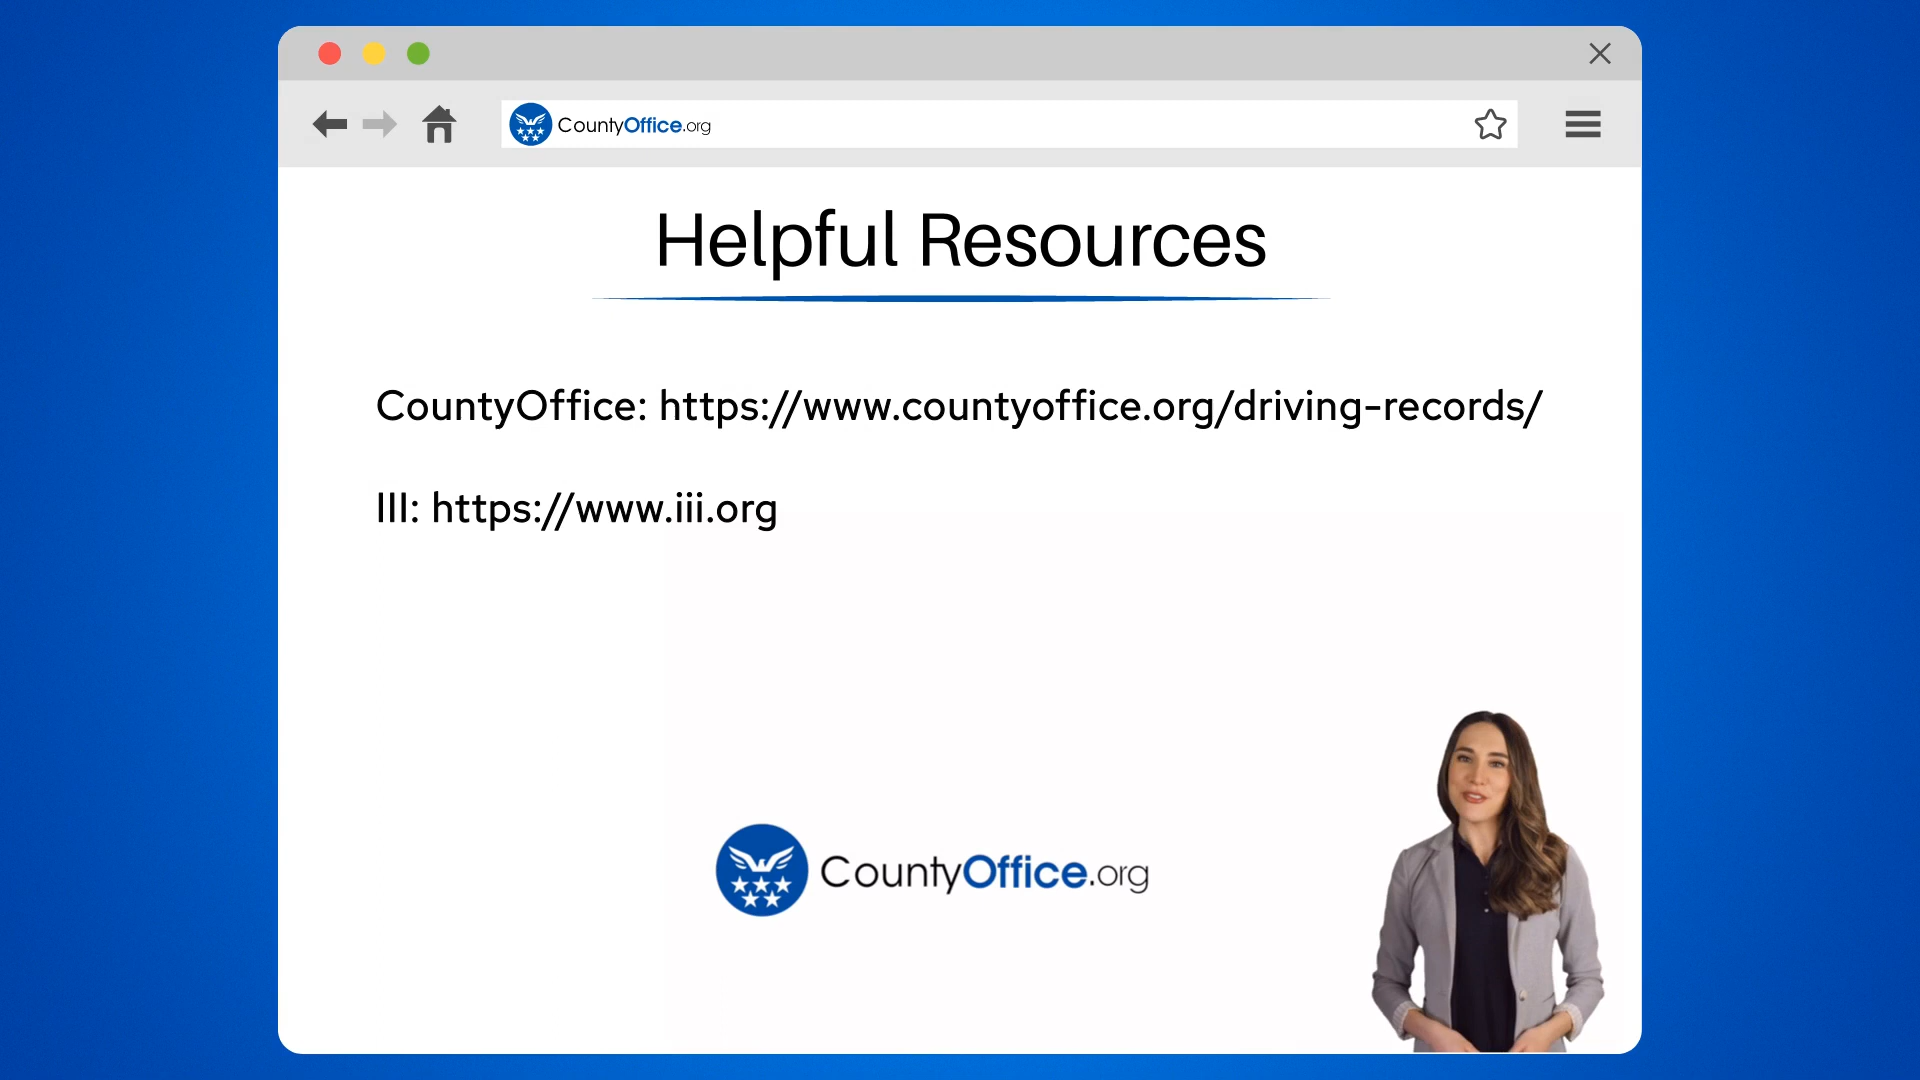 CountyOffice.org
Helpful Resources
CountyOffice: https://www.countyoffice.org/driving-records/
III: https://www.iii.org
CountyOffice.org